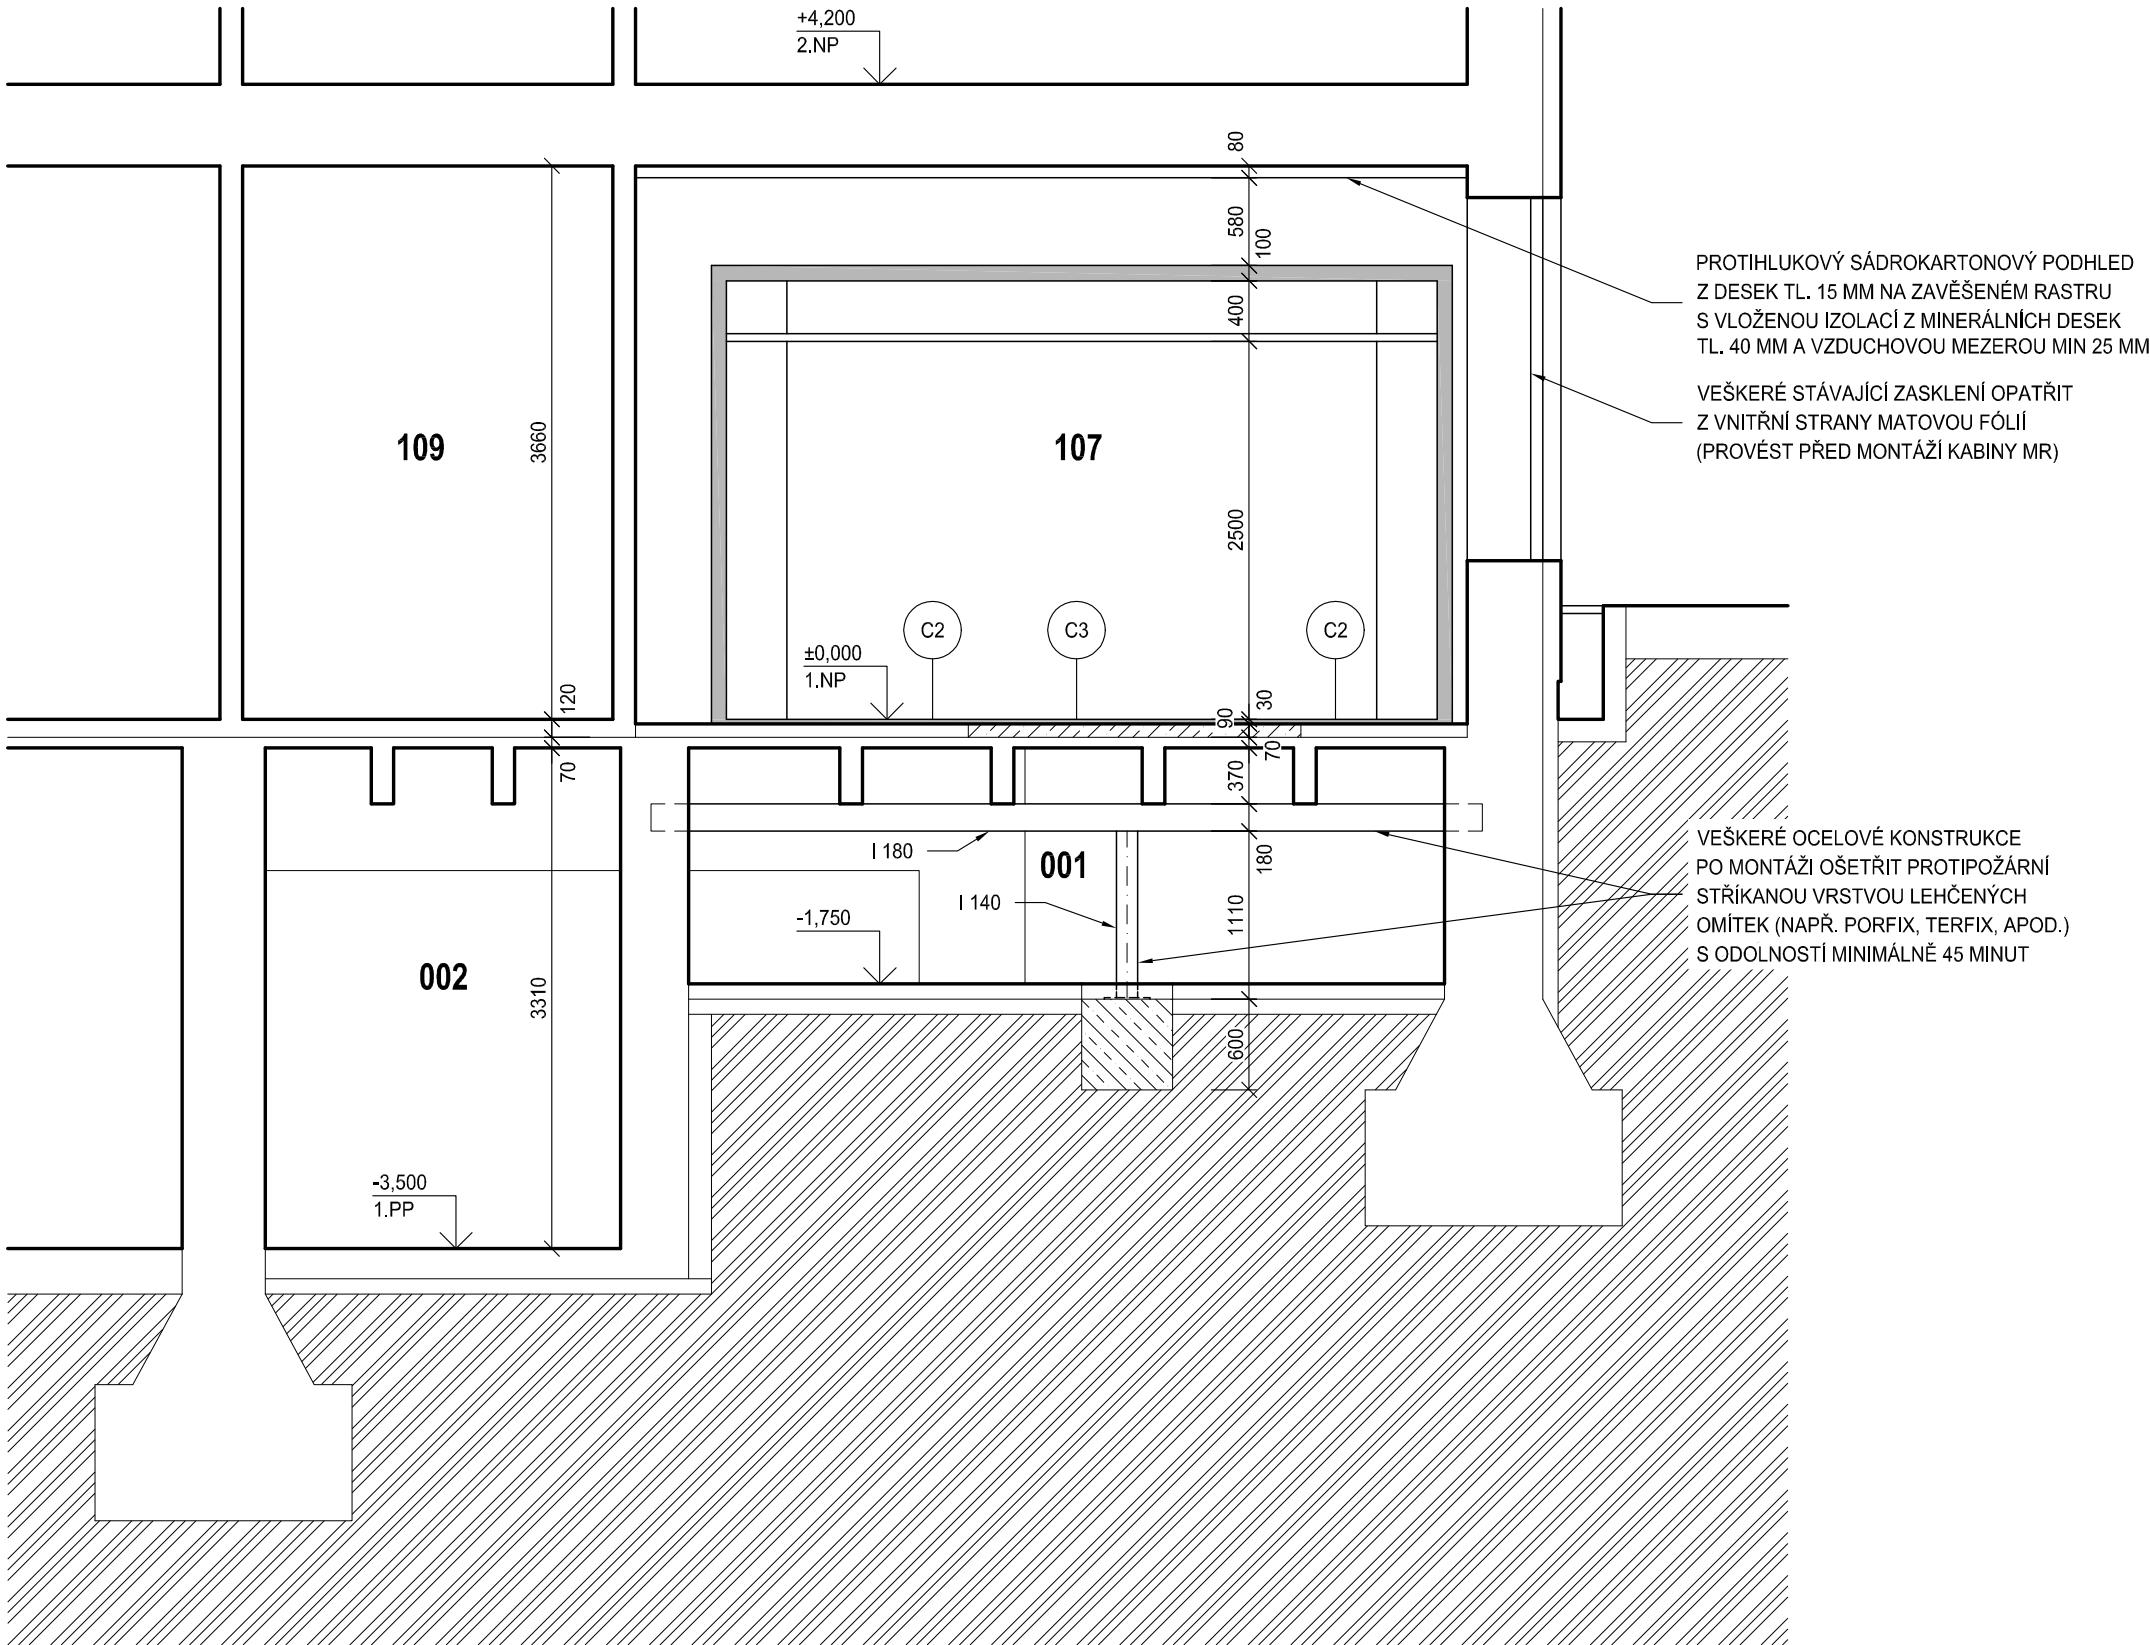 +4,200
2.NP
80
580
100
PROTIHLUKOVÝ SÁDROKARTONOVÝ PODHLED
Z DESEK TL. 15 MM NA ZAVĚŠENÉM RASTRU
S VLOŽENOU IZOLACÍ Z MINERÁLNÍCH DESEK
TL. 40 MM A VZDUCHOVOU MEZEROU MIN 25 MM
400
VEŠKERÉ STÁVAJÍCÍ ZASKLENÍ OPATŘIT
Z VNITŘNÍ STRANY MATOVOU FÓLIÍ
(PROVÉST PŘED MONTÁŽÍ KABINY MR)
109
3660
107
2500
C2
C3
C2
±0,000
1.NP
120
30
90
70
70
370
I 180
001
180
VEŠKERÉ OCELOVÉ KONSTRUKCE
PO MONTÁŽI OŠETŘIT PROTIPOŽÁRNÍ
STŘÍKANOU VRSTVOU LEHČENÝCH
OMÍTEK (NAPŘ. PORFIX, TERFIX, APOD.)
S ODOLNOSTÍ MINIMÁLNĚ 45 MINUT
I 140
-1,750
1110
002
3310
600
-3,500
1.PP